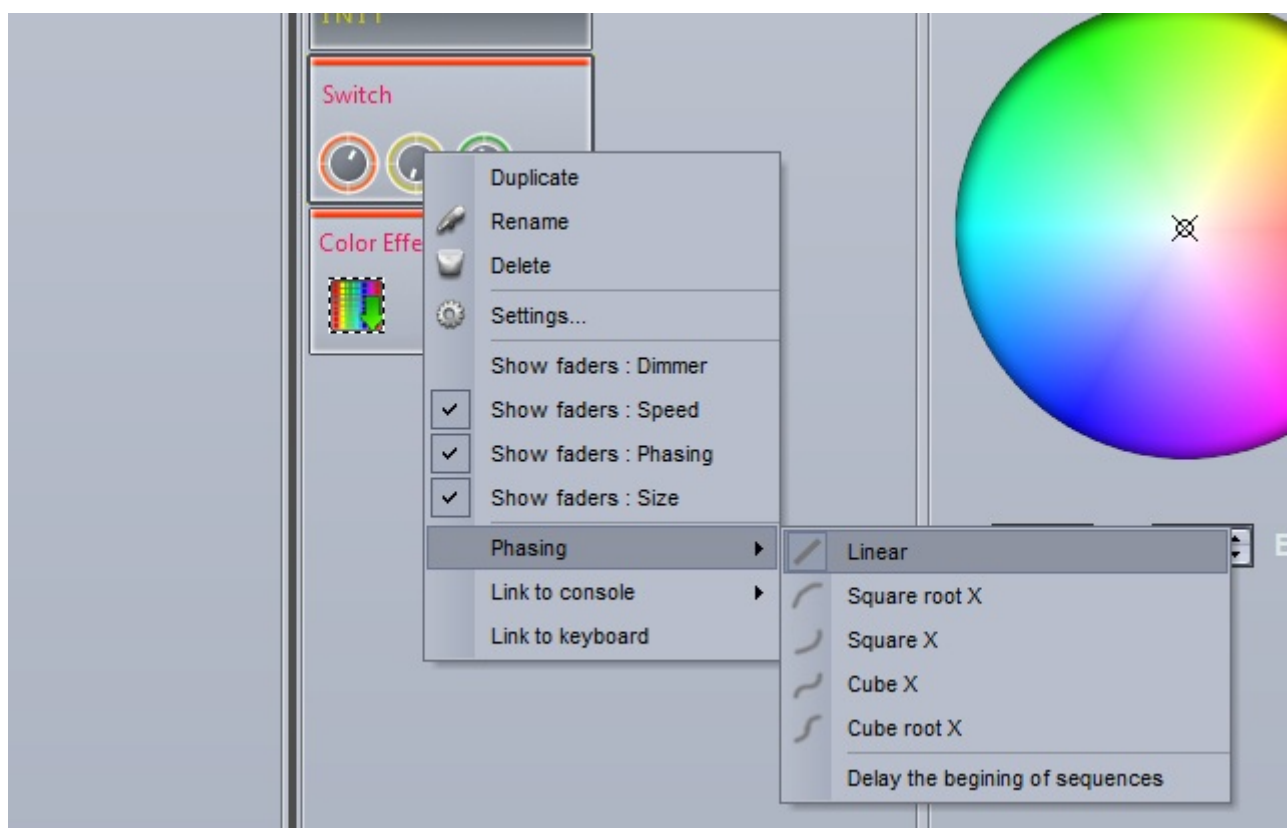 INIT
Switch
Color Effe
Duplicate
Rename
Delete
Settings...
Show faders : Dimmer
Show faders : Speed
Show faders : Phasing
Show faders : Size
Phasing
Link to console
Link to keyboard
Linear
Square root X
Square X
Cube X
Cube root X
Delay the begining of sequences